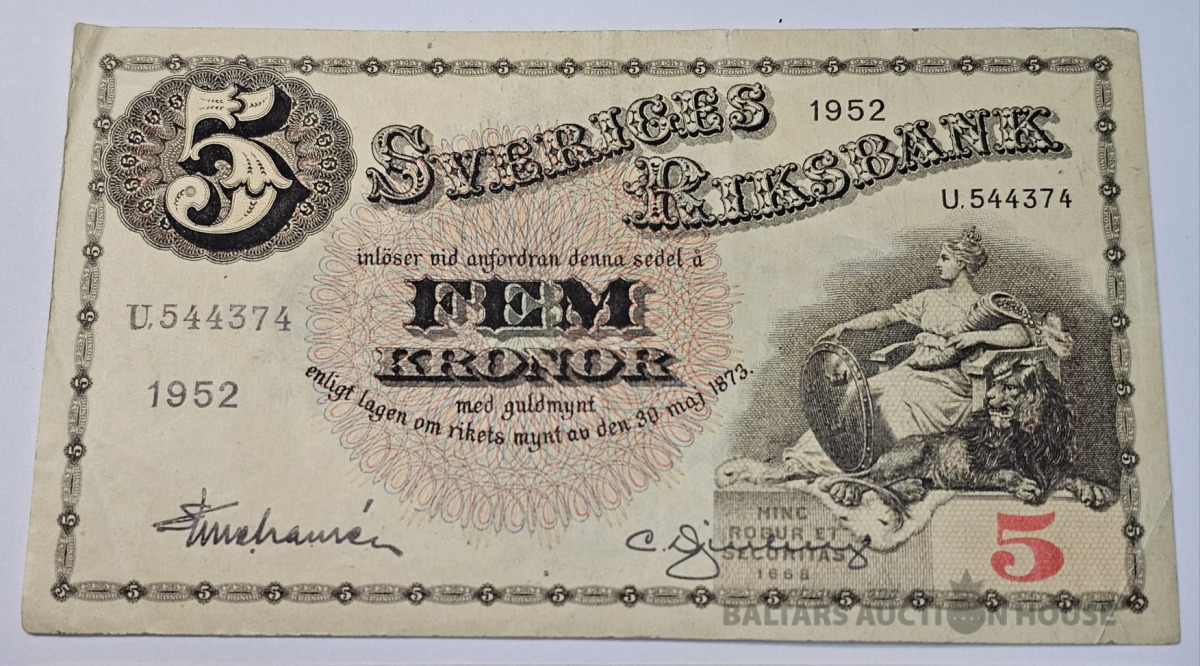 5
SVERIGES
RIKSBANK
1952
U.544374
inlöser vid anfordran denna sedel å
FEM
KRONOR
med guldmynt
enligt lagen om rikets mynt av den 30 maj 1873.
U.544374
1952
HINC
ROBUR ET
SECURITAS
1668
5
BALTARS AUCTION HOUSE